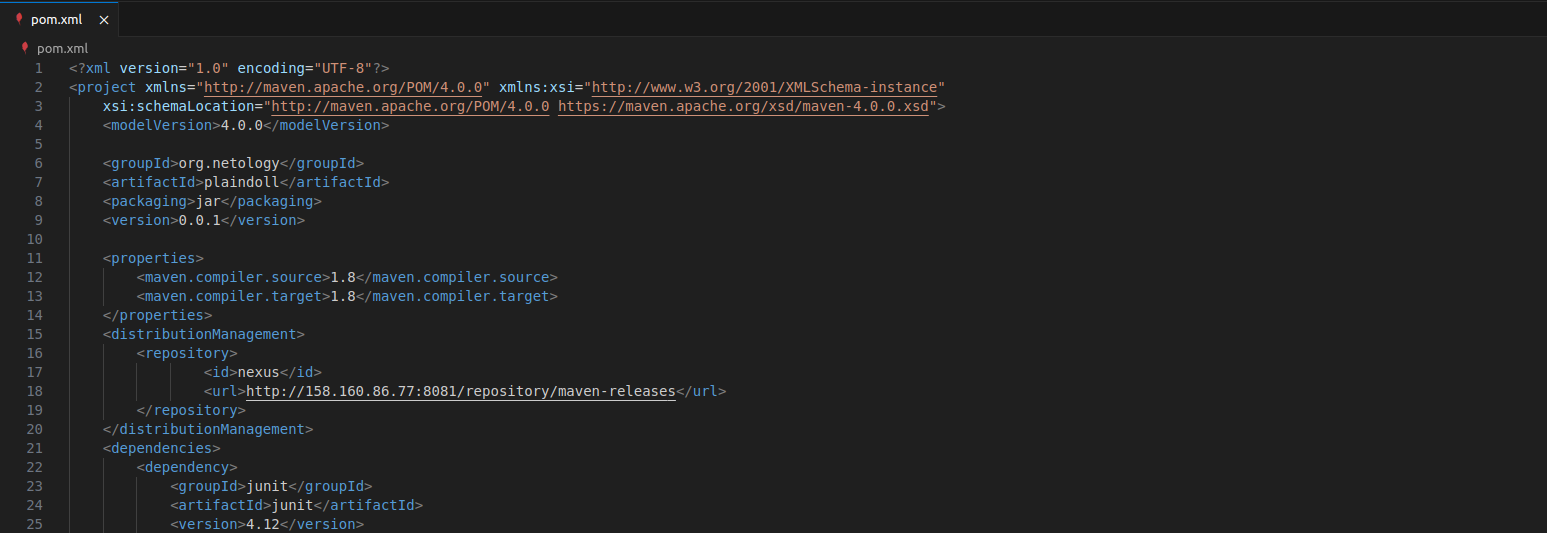 pom.xml ×
pom.xml
1 <?xml version="1.0" encoding="UTF-8"?>
2 <project xmlns="http://maven.apache.org/POM/4.0.0" xmlns:xsi="http://www.w3.org/2001/XMLSchema-instance"
3     xsi:schemaLocation="http://maven.apache.org/POM/4.0.0 https://maven.apache.org/xsd/maven-4.0.0.xsd">
4     <modelVersion>4.0.0</modelVersion>
5
6     <groupId>org.netology</groupId>
7     <artifactId>plaindoll</artifactId>
8     <packaging>jar</packaging>
9     <version>0.0.1</version>
10
11     <properties>
12         <maven.compiler.source>1.8</maven.compiler.source>
13         <maven.compiler.target>1.8</maven.compiler.target>
14     </properties>
15     <distributionManagement>
16         <repository>
17                 <id>nexus</id>
18                 <url>http://158.160.86.77:8081/repository/maven-releases</url>
19         </repository>
20     </distributionManagement>
21     <dependencies>
22         <dependency>
23             <groupId>junit</groupId>
24             <artifactId>junit</artifactId>
25             <version>4.12</version>